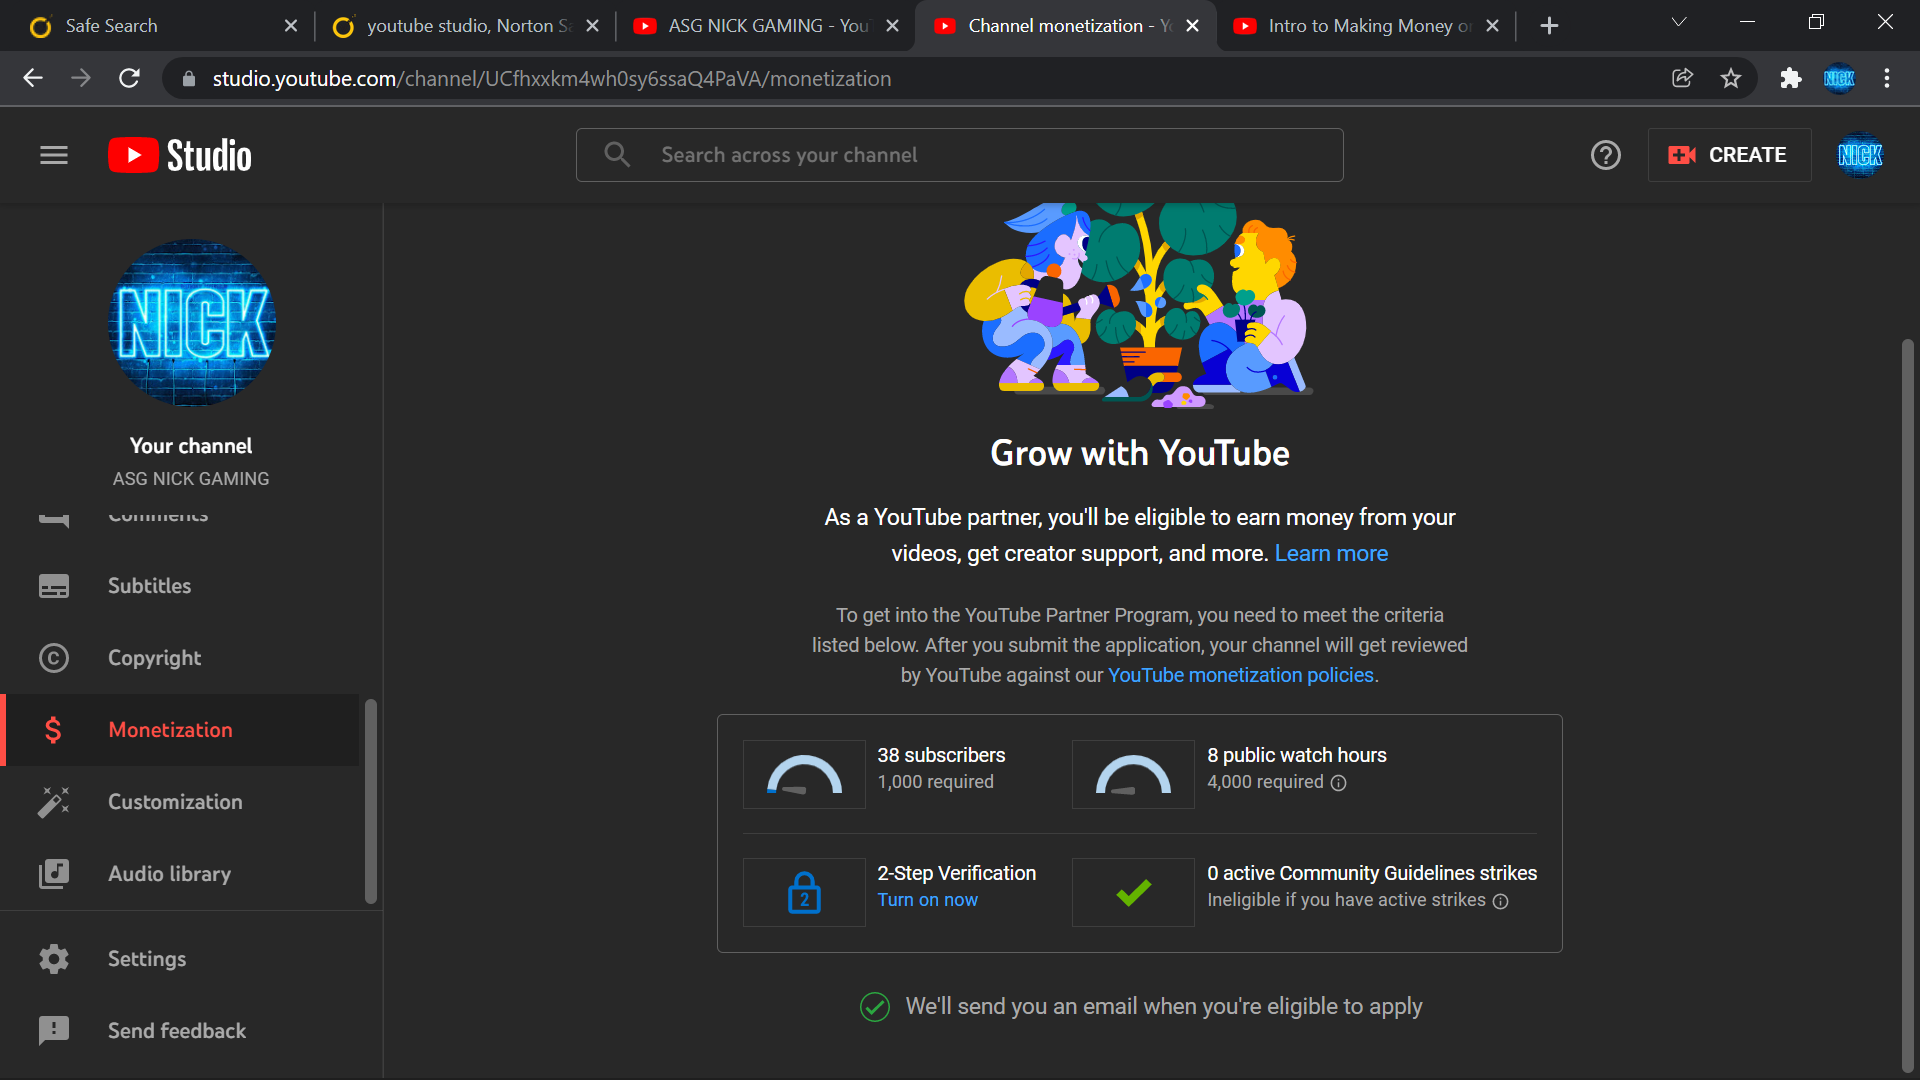 Safe Search
youtube studio, Norton S
ASG NICK GAMING - You
Channel monetization - Y
Intro to Making Money o
studio.youtube.com/channel/UCfhxxkm4wh0sy6ssaQ4PaVA/monetization
NICK
Studio
Search across your channel
CREATE
NICK
NICK
Your channel
ASG NICK GAMING
Comments
Subtitles
Copyright
Monetization
Customization
Audio library
Settings
Send feedback
Grow with YouTube
As a YouTube partner, you'll be eligible to earn money from your
videos, get creator support, and more. Learn more
To get into the YouTube Partner Program, you need to meet the criteria
listed below. After you submit the application, your channel will get reviewed
by YouTube against our YouTube monetization policies.
38 subscribers
1,000 required
8 public watch hours
4,000 required
2
2-Step Verification
Turn on now
0 active Community Guidelines strikes
Ineligible if you have active strikes
We'll send you an email when you're eligible to apply